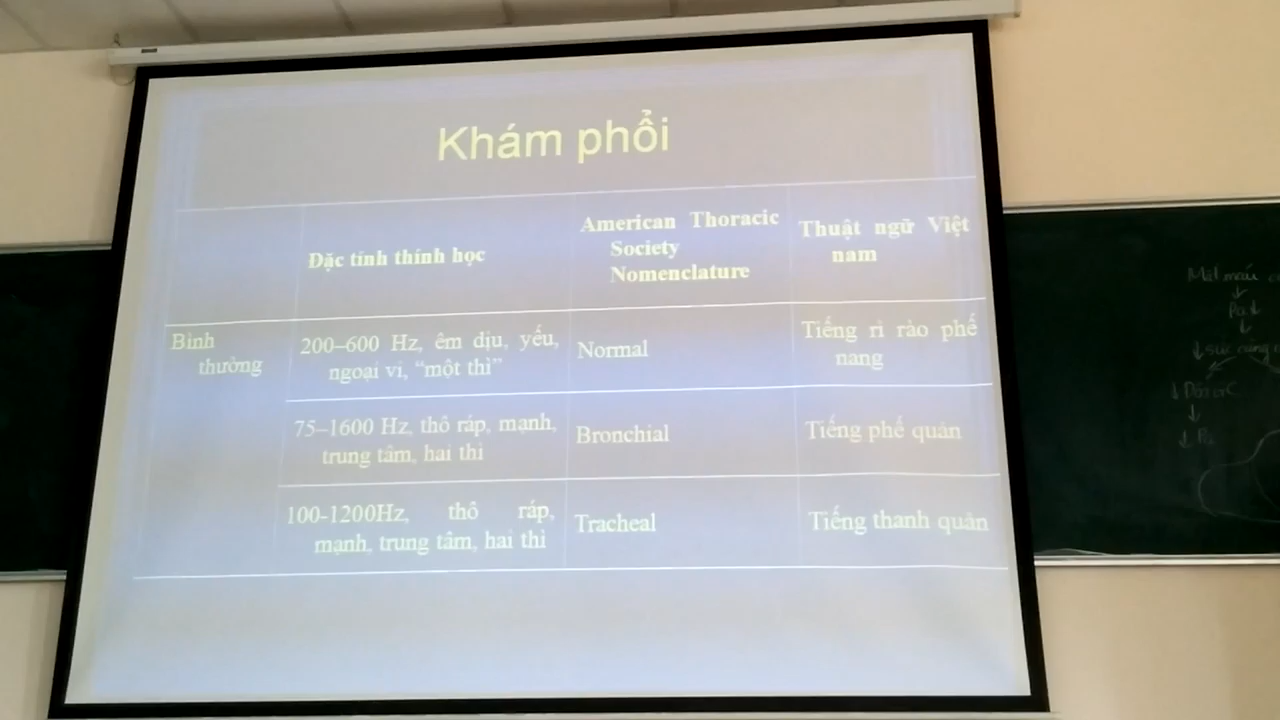 Khám phổi
Đặc tính thính học
American Thoracic
Society
Nomenclature
Thuật ngữ Việt
nam
Bình
thường
200–600 Hz, êm dịu, yếu,
ngoại vi, “một thì”
Normal
Tiếng rì rào phế
nang
75–1600 Hz, thô ráp, mạnh,
trung tâm, hai thì
Bronchial
Tiếng phế quản
100-1200Hz, thô ráp,
mạnh, trung tâm, hai thì
Tracheal
Tiếng thanh quản
Mất máu